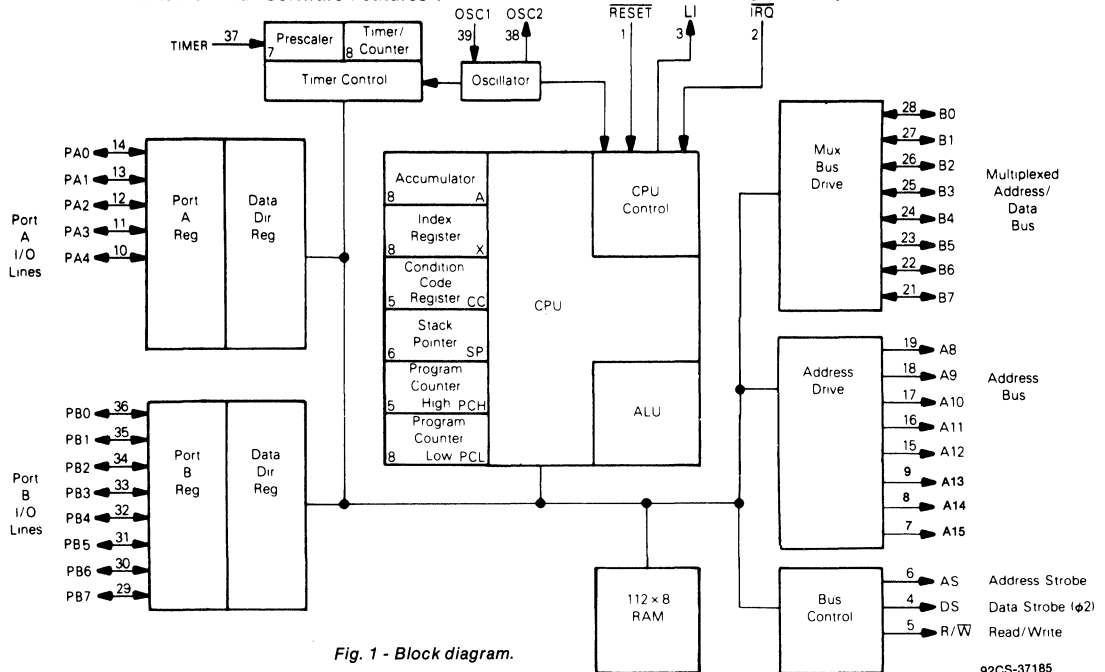 Software Features
OSC1 OSC2 RESET LI IRQ
39 38 1 3 2
TIMER 37
Prescaler
7
Timer/
Counter
8
Timer Control
Oscillator
Port
A
I/O
Lines
PA0 14
PA1 13
PA2 12
PA3 11
PA4 10
Port
A
Reg
Data
Dir
Reg
Accumulator
8 A
Index
Register
8 X
Condition
Code
Register
5 CC
Stack
Pointer
6 SP
Program
Counter
High PCH
5
Program
Counter
Low PCL
8
CPU
CPU
Control
ALU
Mux
Bus
Drive
28 B0
27 B1
26 B2
25 B3
24 B4
23 B5
22 B6
21 B7
Multiplexed
Address/
Data
Bus
Address
Drive
19 A8
18 A9
17 A10
16 A11
15 A12
9 A13
8 A14
7 A15
Address
Bus
Port
B
I/O
Lines
PB0 36
PB1 35
PB2 34
PB3 33
PB4 32
PB5 31
PB6 30
PB7 29
Port
B
Reg
Data
Dir
Reg
112 × 8
RAM
Bus
Control
6 AS Address Strobe
4 DS Data Strobe (ϕ2)
5 R/W̅ Read/Write
Fig. 1 - Block diagram.
92CS-37185